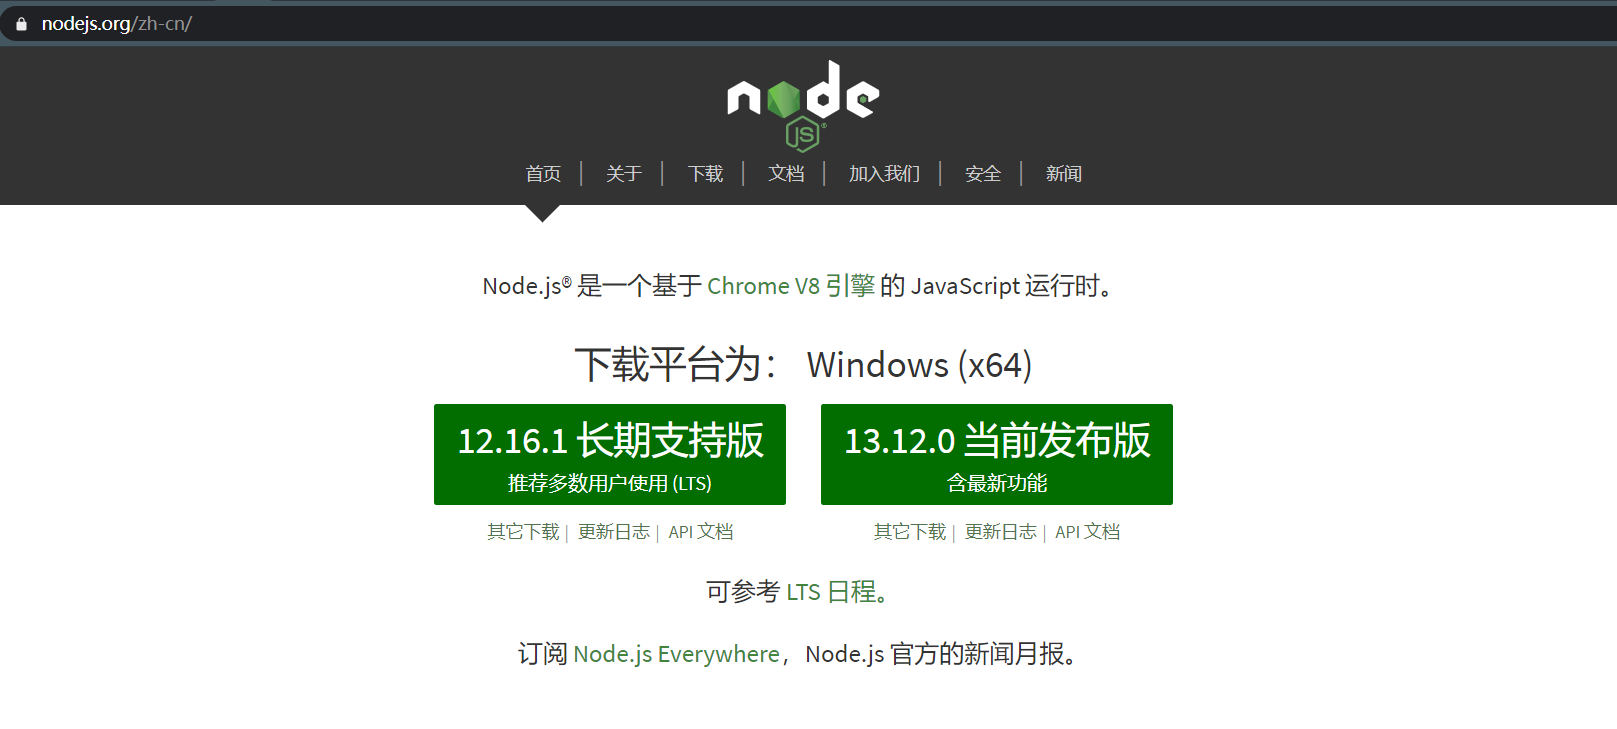 nodejs.org/zh-cn/
node
JS®
首页 | 关于 | 下载 | 文档 | 加入我们 | 安全 | 新闻
Node.js® 是一个基于 Chrome V8 引擎 的 JavaScript 运行时。
下载平台为： Windows (x64)
12.16.1 长期支持版
推荐多数用户使用 (LTS)
其它下载 | 更新日志 | API 文档
13.12.0 当前发布版
含最新功能
其它下载 | 更新日志 | API 文档
可参考 LTS 日程。
订阅 Node.js Everywhere，Node.js 官方的新闻月报。